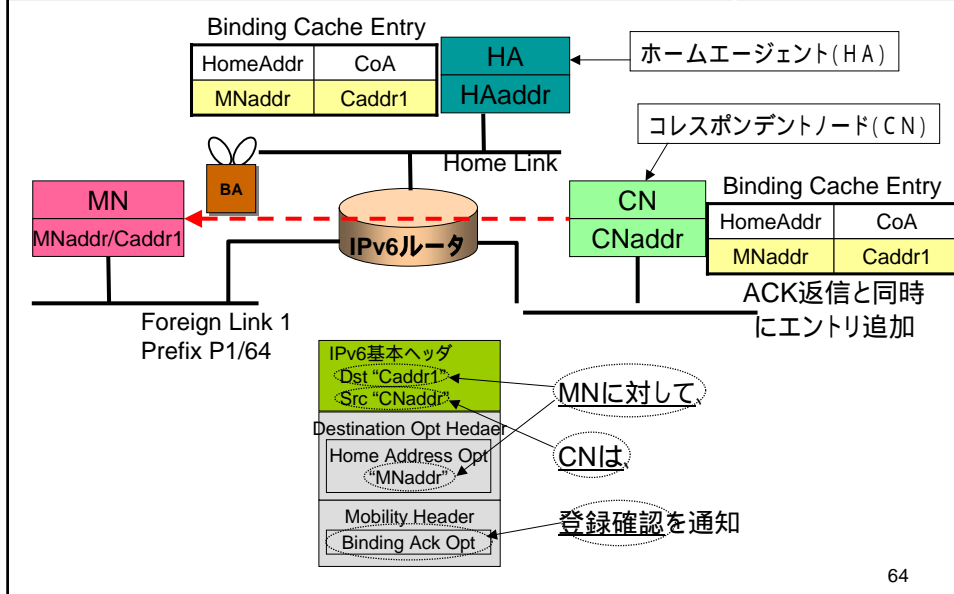 Binding Cache Entry
HomeAddr CoA
MNaddr Caddr1
HA
HAaddr
ホームエージェント(HA)
コレスポンデントノード(CN)
Home Link
BA
MN
MNaddr/Caddr1
IPv6ルータ
CN
CNaddr
Binding Cache Entry
HomeAddr CoA
MNaddr Caddr1
ACK返信と同時
にエントリ追加
Foreign Link 1
Prefix P1/64
IPv6基本ヘッダ
Dst “Caddr1”
Src “CNaddr”
Destination Opt Hedaer
Home Address Opt
“MNaddr”
Mobility Header
Binding Ack Opt
MNに対して、
CNは、
登録確認を通知
64